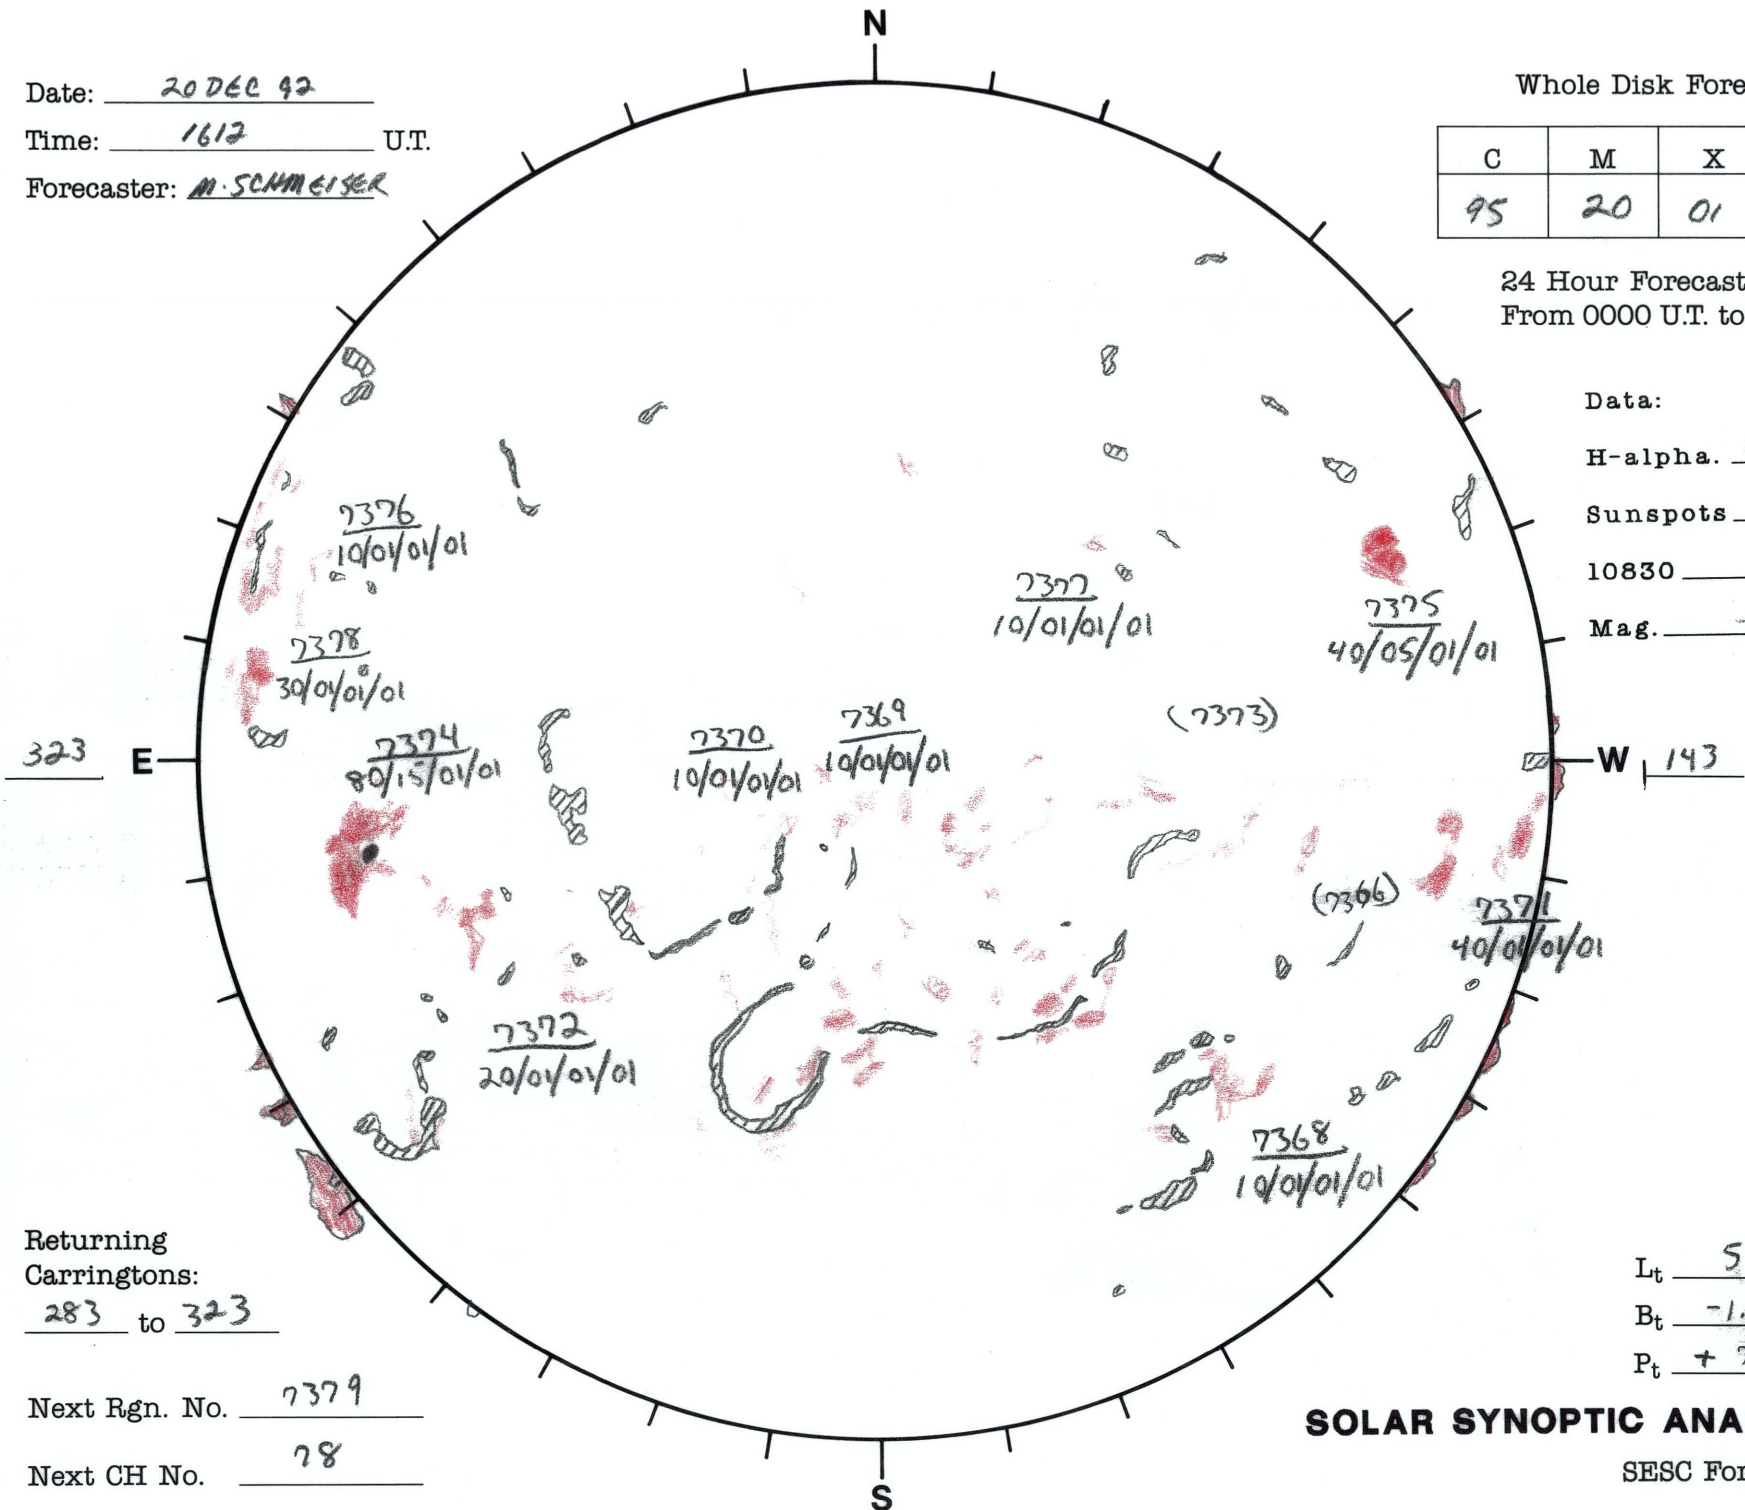 N
Date: 20 DEC 92
Time: 1612 U.T.
Forecaster: M. SCHMEISER
Whole Disk Fore
C M X
95 20 01
24 Hour Forecast
From 0000 U.T. to
Data:
H-alpha.
Sunspots
10830
Mag.
7376
10/01/01/01
7377
10/01/01/01
7375
40/05/01/01
7378
30/01/01/01
7374
80/15/01/01
7370
10/01/01/01
7369
10/01/01/01
(7373)
323 E
W 143
(7366)
7371
40/01/01/01
7372
20/01/01/01
7368
10/01/01/01
Returning
Carringtons:
283 to 323
Next Rgn. No. 7379
Next CH No. 78
Lt 5
Bt -1.
Pt +
SOLAR SYNOPTIC ANA
SESC For
S